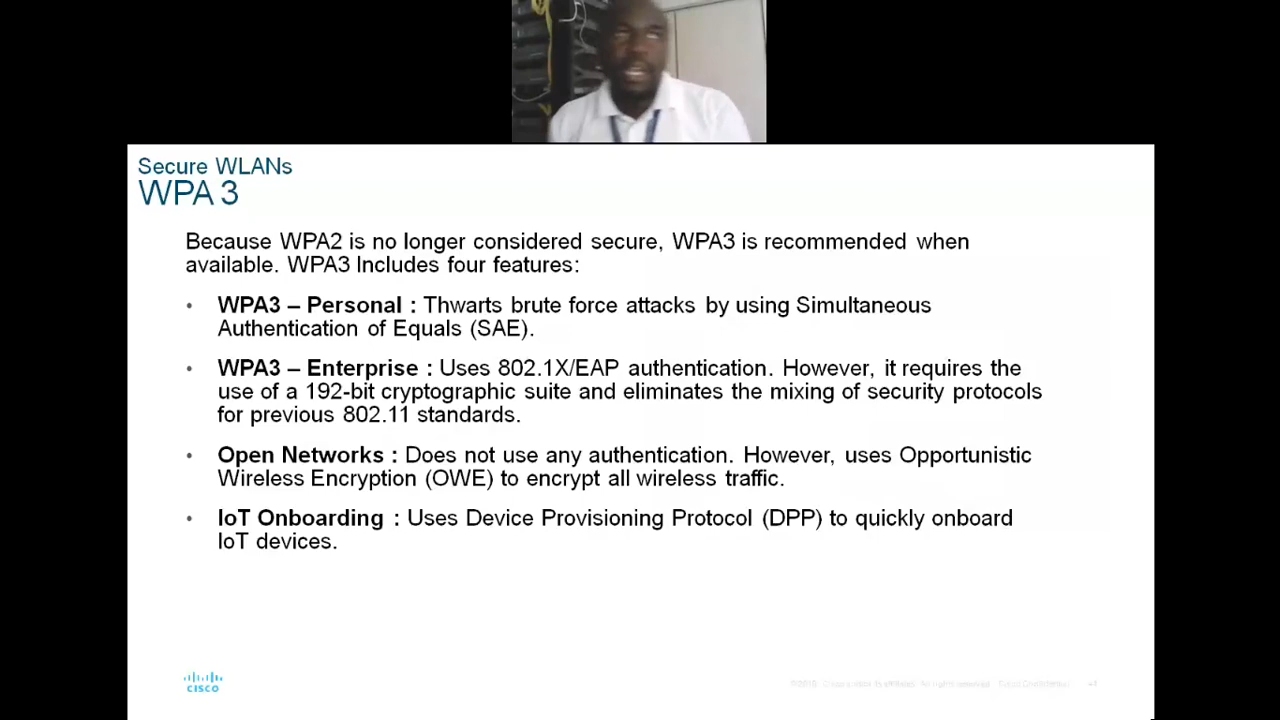 Secure WLANs
WPA 3
Because WPA2 is no longer considered secure, WPA3 is recommended when
available. WPA3 Includes four features:
• WPA3 – Personal : Thwarts brute force attacks by using Simultaneous
Authentication of Equals (SAE).
• WPA3 – Enterprise : Uses 802.1X/EAP authentication. However, it requires the
use of a 192-bit cryptographic suite and eliminates the mixing of security protocols
for previous 802.11 standards.
• Open Networks : Does not use any authentication. However, uses Opportunistic
Wireless Encryption (OWE) to encrypt all wireless traffic.
• IoT Onboarding : Uses Device Provisioning Protocol (DPP) to quickly onboard
IoT devices.
CISCO
All rights reserved.